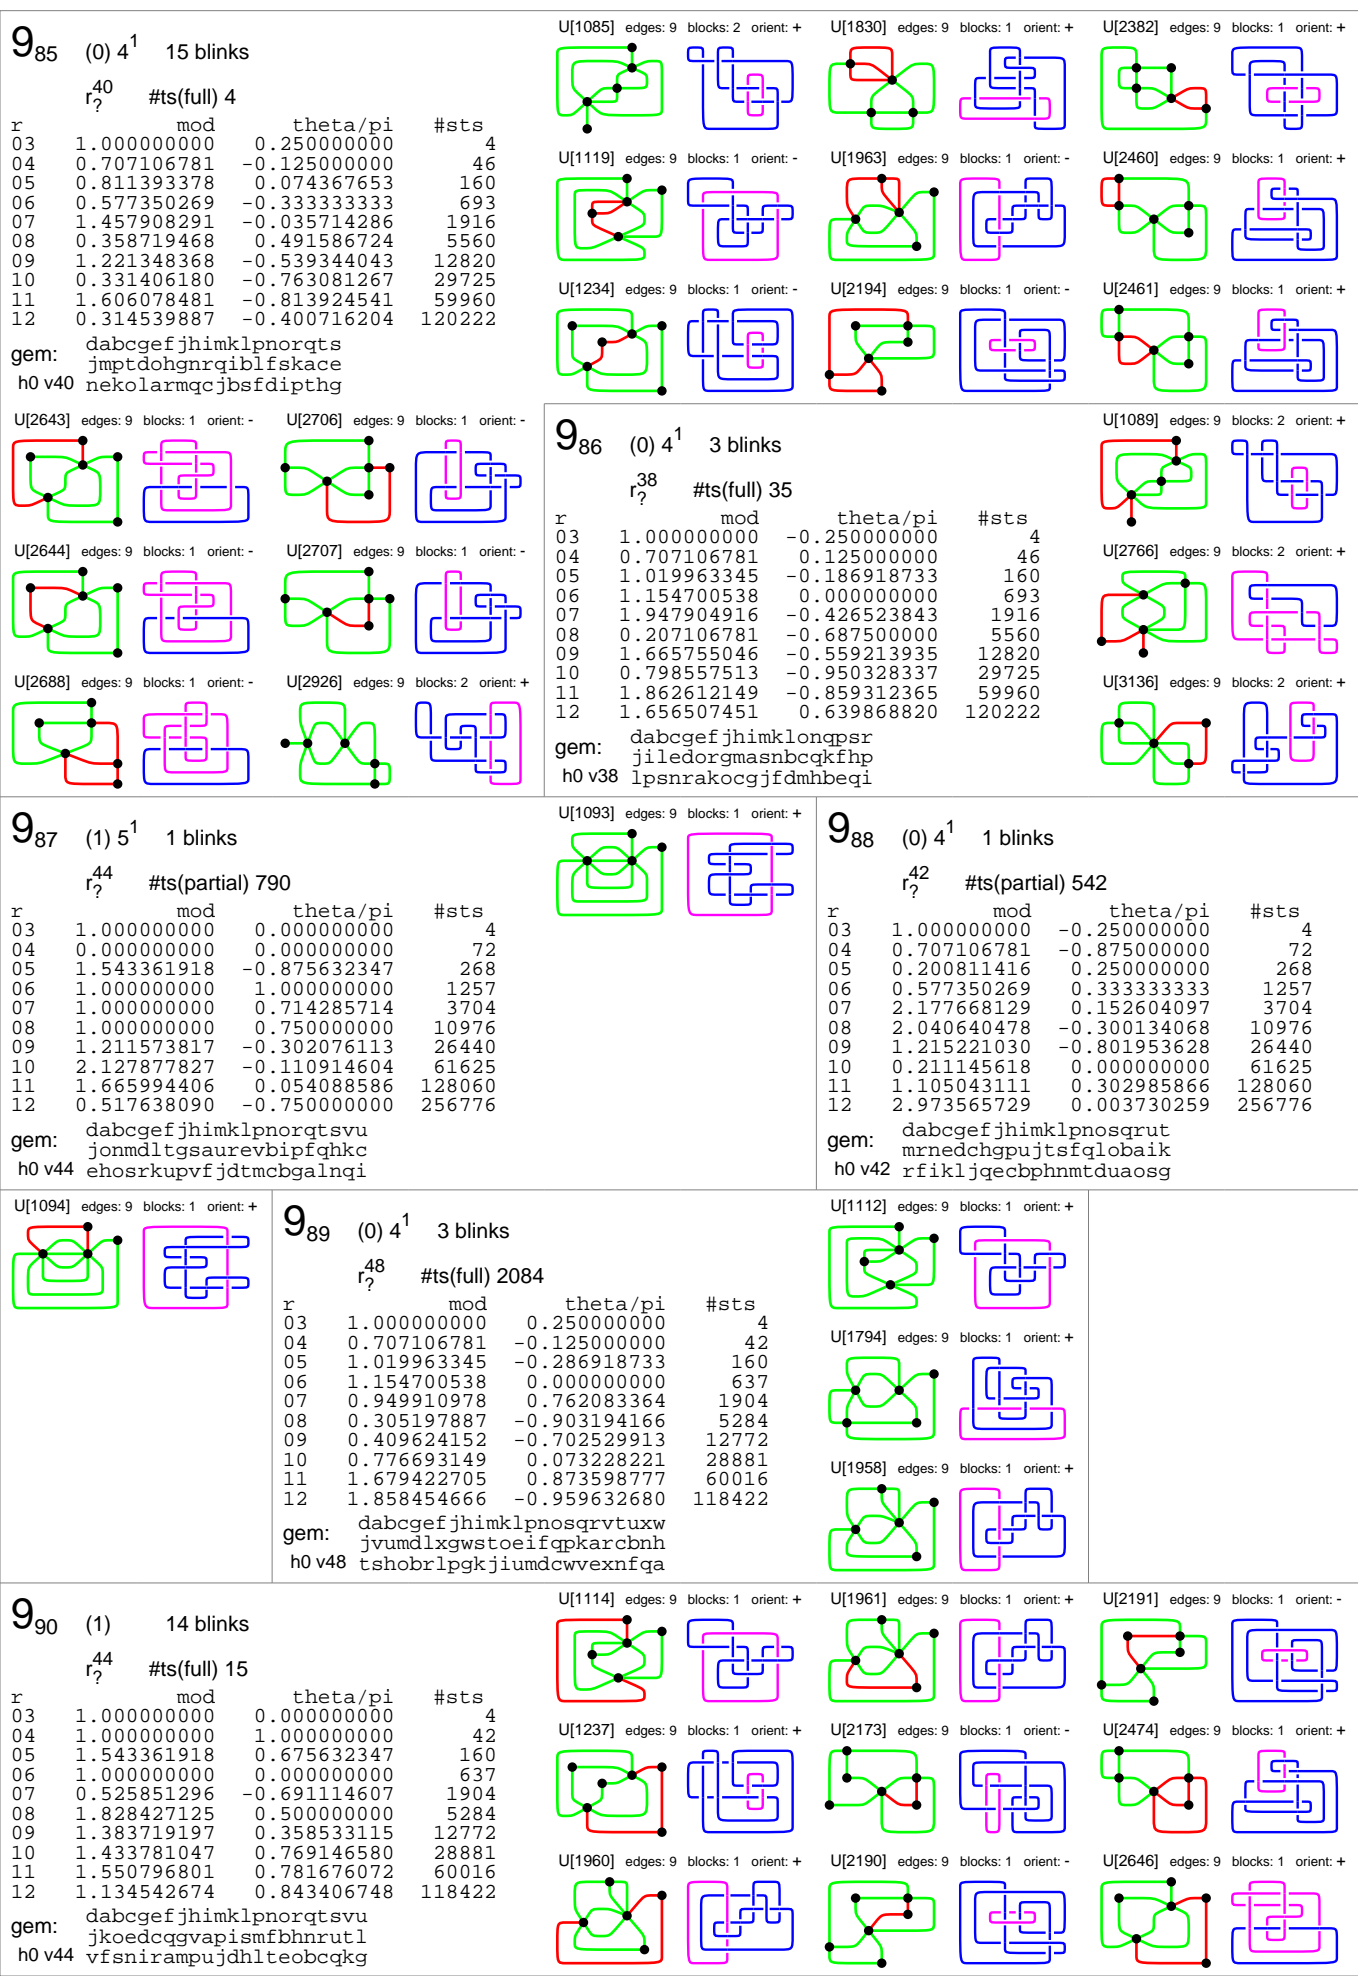 9₈₅ (0) 4¹ 15 blinks
r?⁴⁰ #ts(full) 4
r mod theta/pi #sts
03 1.000000000 0.250000000 4
04 0.707106781 −0.125000000 46
05 0.811393378 0.074367653 160
06 0.577350269 −0.333333333 693
07 1.457908291 −0.035714286 1916
08 0.358719468 0.491586724 5560
09 1.221348368 −0.539344043 12820
10 0.331406180 −0.763081267 29725
11 1.606078481 −0.813924541 59960
12 0.314539887 −0.400716204 120222
gem: dabcgefjhimklpnorqts
jmptdohgnrqiblfskace
h0 v40 nekolarmqcjbsfdipthg
U[1085] edges: 9 blocks: 2 orient: +
U[1830] edges: 9 blocks: 1 orient: +
U[2382] edges: 9 blocks: 1 orient: +
U[1119] edges: 9 blocks: 1 orient: -
U[1963] edges: 9 blocks: 1 orient: -
U[2460] edges: 9 blocks: 1 orient: +
U[1234] edges: 9 blocks: 1 orient: -
U[2194] edges: 9 blocks: 1 orient: -
U[2461] edges: 9 blocks: 1 orient: +
U[2643] edges: 9 blocks: 1 orient: -
U[2706] edges: 9 blocks: 1 orient: -
U[2644] edges: 9 blocks: 1 orient: -
U[2707] edges: 9 blocks: 1 orient: -
U[2688] edges: 9 blocks: 1 orient: -
U[2926] edges: 9 blocks: 2 orient: +
9₈₆ (0) 4¹ 3 blinks
r?³⁸ #ts(full) 35
r mod theta/pi #sts
03 1.000000000 −0.250000000 4
04 0.707106781 0.125000000 46
05 1.019963345 −0.186918733 160
06 1.154700538 0.000000000 693
07 1.947904916 −0.426523843 1916
08 0.207106781 −0.687500000 5560
09 1.665755046 −0.559213935 12820
10 0.798557513 −0.950328337 29725
11 1.862612149 −0.859312365 59960
12 1.656507451 0.639868820 120222
gem: dabcgefjhimklonqpsr
jiledorgmasnbcqkfhp
h0 v38 lpsnrakocgjfdmhbeqi
U[1089] edges: 9 blocks: 2 orient: +
U[2766] edges: 9 blocks: 2 orient: +
U[3136] edges: 9 blocks: 2 orient: +
9₈₇ (1) 5¹ 1 blinks
r?⁴⁴ #ts(partial) 790
r mod theta/pi #sts
03 1.000000000 0.000000000 4
04 0.000000000 0.000000000 72
05 1.543361918 −0.875632347 268
06 1.000000000 1.000000000 1257
07 1.000000000 0.714285714 3704
08 1.000000000 0.750000000 10976
09 1.211573817 −0.302076113 26440
10 2.127877827 −0.110914604 61625
11 1.665994406 0.054088586 128060
12 0.517638090 −0.750000000 256776
gem: dabcgefjhimklpnorqtsvu
jonmdltgsaurevbipfqhkc
h0 v44 ehosrkupvfjdtmcbgalnqi
U[1093] edges: 9 blocks: 1 orient: +
9₈₈ (0) 4¹ 1 blinks
r?⁴² #ts(partial) 542
r mod theta/pi #sts
03 1.000000000 −0.250000000 4
04 0.707106781 −0.875000000 72
05 0.200811416 0.250000000 268
06 0.577350269 0.333333333 1257
07 2.177668129 0.152604097 3704
08 2.040640478 −0.300134068 10976
09 1.215221030 −0.801953628 26440
10 0.211145618 0.000000000 61625
11 1.105043111 0.302985866 128060
12 2.973565729 0.003730259 256776
gem: dabcgefjhimklpnosqrut
mrnedchgpujtsfqlobaik
h0 v42 rfikljqecbphnmtduaosg
U[1094] edges: 9 blocks: 1 orient: +
9₈₉ (0) 4¹ 3 blinks
r?⁴⁸ #ts(full) 2084
r mod theta/pi #sts
03 1.000000000 0.250000000 4
04 0.707106781 −0.125000000 42
05 1.019963345 −0.286918733 160
06 1.154700538 0.000000000 637
07 0.949910978 0.762083364 1904
08 0.305197887 −0.903194166 5284
09 0.409624152 −0.702529913 12772
10 0.776693149 0.073228221 28881
11 1.679422705 0.873598777 60016
12 1.858454666 −0.959632680 118422
gem: dabcgefjhimklpnosqrvtuxw
jvumdlxgwstoeifqpkarcbnh
h0 v48 tshobrlpgkjiumdcwvexnfqa
U[1112] edges: 9 blocks: 1 orient: +
U[1794] edges: 9 blocks: 1 orient: +
U[1958] edges: 9 blocks: 1 orient: +
9₉₀ (1) 14 blinks
r?⁴⁴ #ts(full) 15
r mod theta/pi #sts
03 1.000000000 0.000000000 4
04 1.000000000 1.000000000 42
05 1.543361918 0.675632347 160
06 1.000000000 0.000000000 637
07 0.525851296 −0.691114607 1904
08 1.828427125 0.500000000 5284
09 1.383719197 0.358533115 12772
10 1.433781047 0.769146580 28881
11 1.550796801 0.781676072 60016
12 1.134542674 0.843406748 118422
gem: dabcgefjhimklpnorqtsvu
jkoedcqgvapismfbhnrutl
h0 v44 vfsnirampujdhlteobcqkg
U[1114] edges: 9 blocks: 1 orient: +
U[1961] edges: 9 blocks: 1 orient: +
U[2191] edges: 9 blocks: 1 orient: -
U[1237] edges: 9 blocks: 1 orient: +
U[2173] edges: 9 blocks: 1 orient: -
U[2474] edges: 9 blocks: 1 orient: +
U[1960] edges: 9 blocks: 1 orient: +
U[2190] edges: 9 blocks: 1 orient: -
U[2646] edges: 9 blocks: 1 orient: +